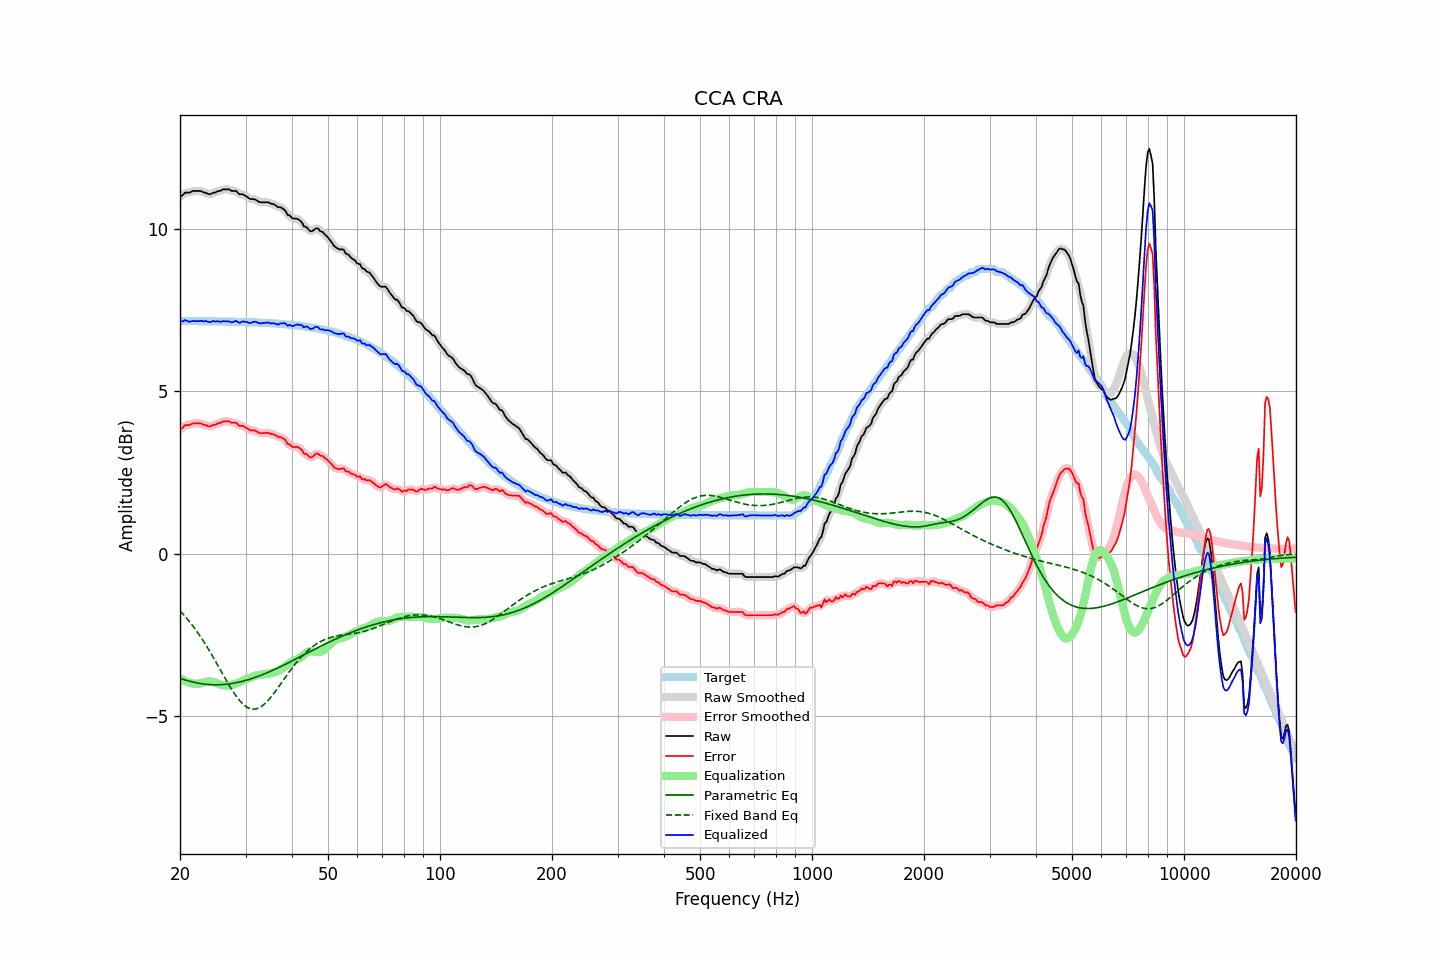 CCA CRA
Amplitude (dBr)
10
5
0
−5
Target
Raw Smoothed
Error Smoothed
Raw
Error
Equalization
Parametric Eq
Fixed Band Eq
Equalized
20 50 100 200 500 1000 2000 5000 10000 20000
Frequency (Hz)